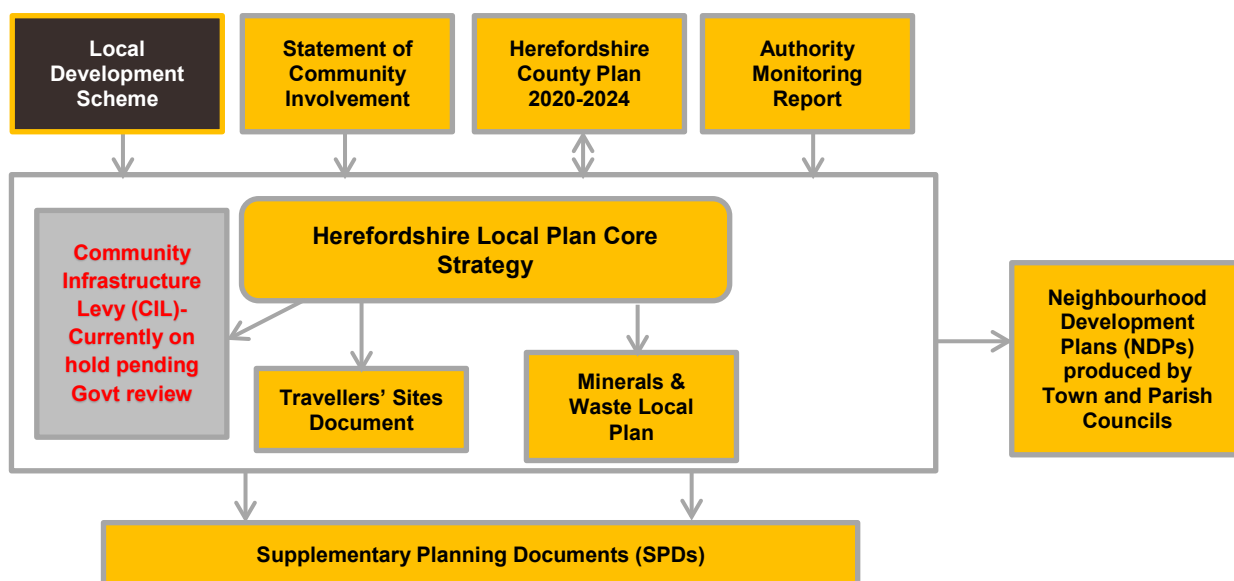 Local
Development
Scheme
Statement of
Community
Involvement
Herefordshire
County Plan
2020-2024
Authority
Monitoring
Report
Herefordshire Local Plan Core
Strategy
Community
Infrastructure
Levy (CIL)-
Currently on
hold pending
Govt review
Travellers’ Sites
Document
Minerals &
Waste Local
Plan
Neighbourhood
Development
Plans (NDPs)
produced by
Town and Parish
Councils
Supplementary Planning Documents (SPDs)